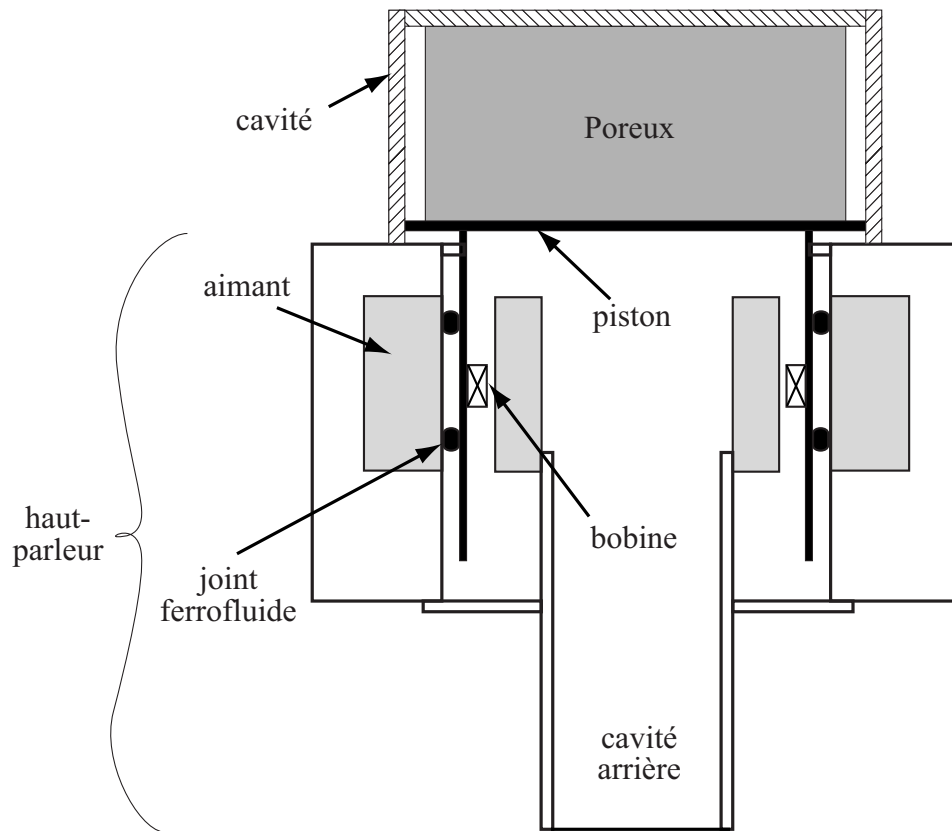 cavité
Poreux
aimant
piston
haut-
parleur
bobine
joint
ferrofluide
cavité
arrière